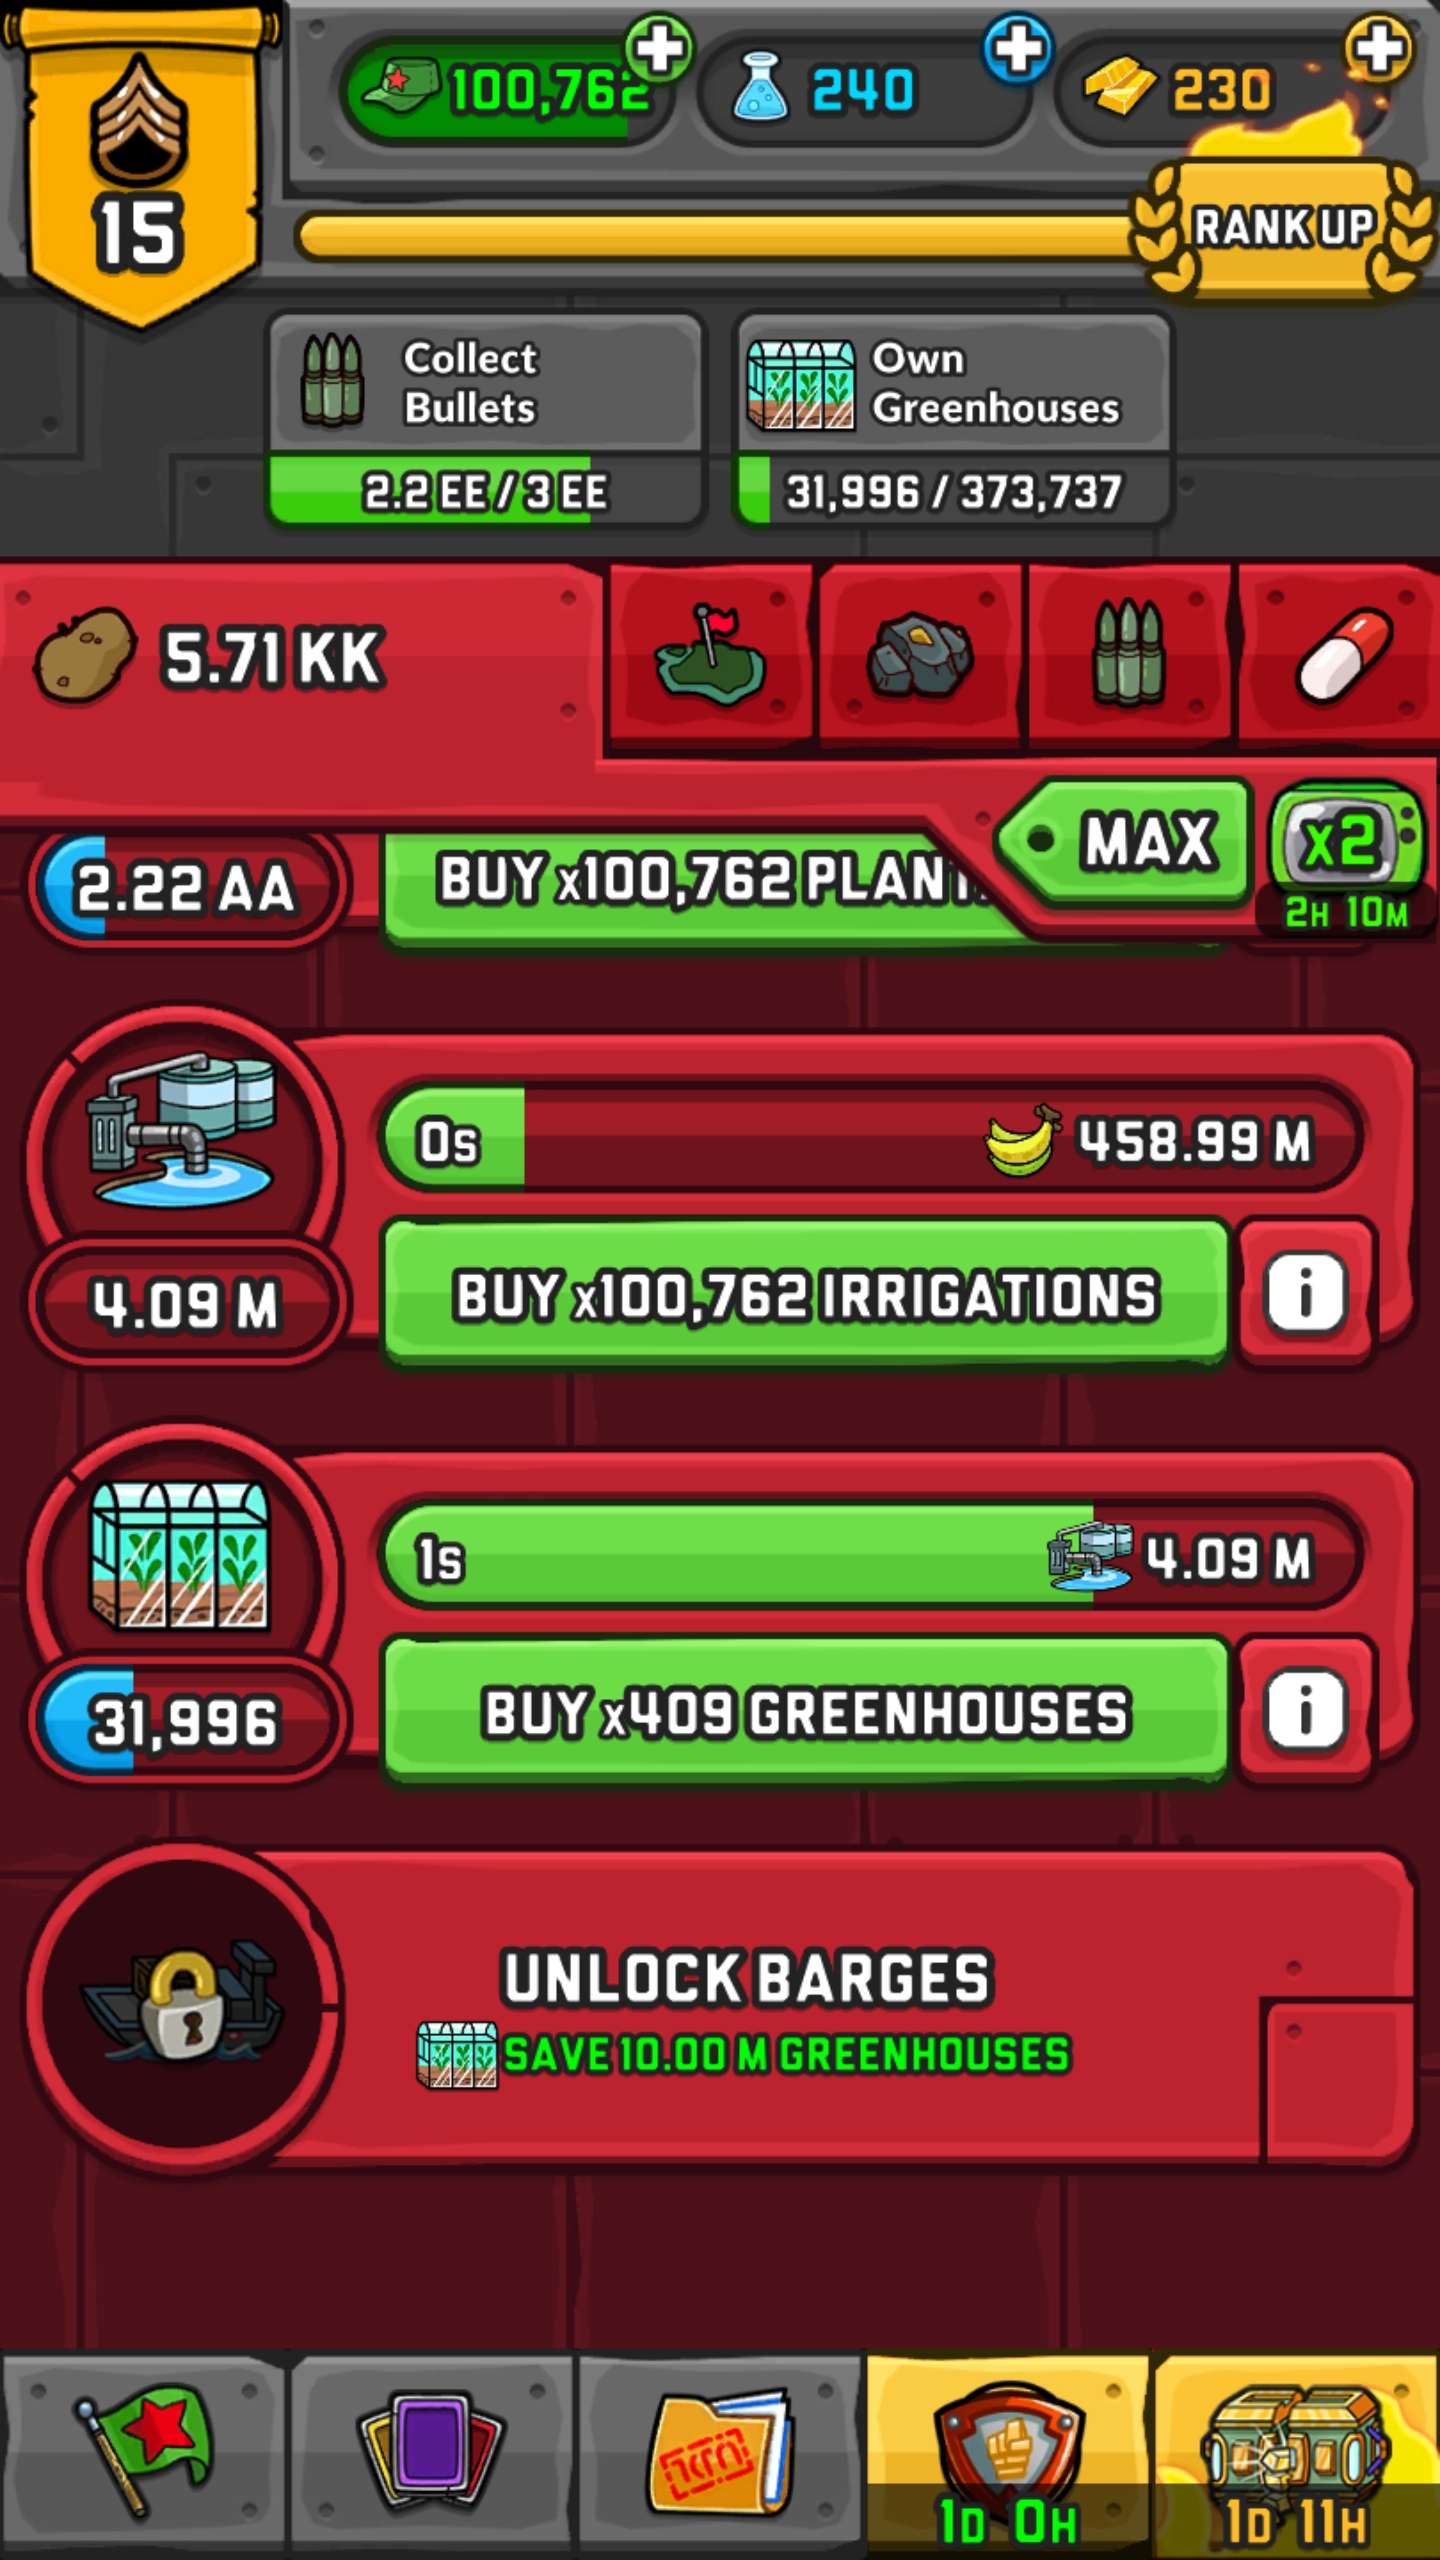 100,762
240
230
15
RANK UP
Collect
Bullets
2.2 EE / 3 EE
Own
Greenhouses
31,996 / 373,737
5.71 KK
MAX
x2
2H 10M
2.22 AA
BUY x100,762 PLANT
0s
458.99 M
4.09 M
BUY x100,762 IRRIGATIONS
i
1s
4.09 M
31,996
BUY x409 GREENHOUSES
i
UNLOCK BARGES
SAVE 10.00 M GREENHOUSES
1D 0H
1D 11H